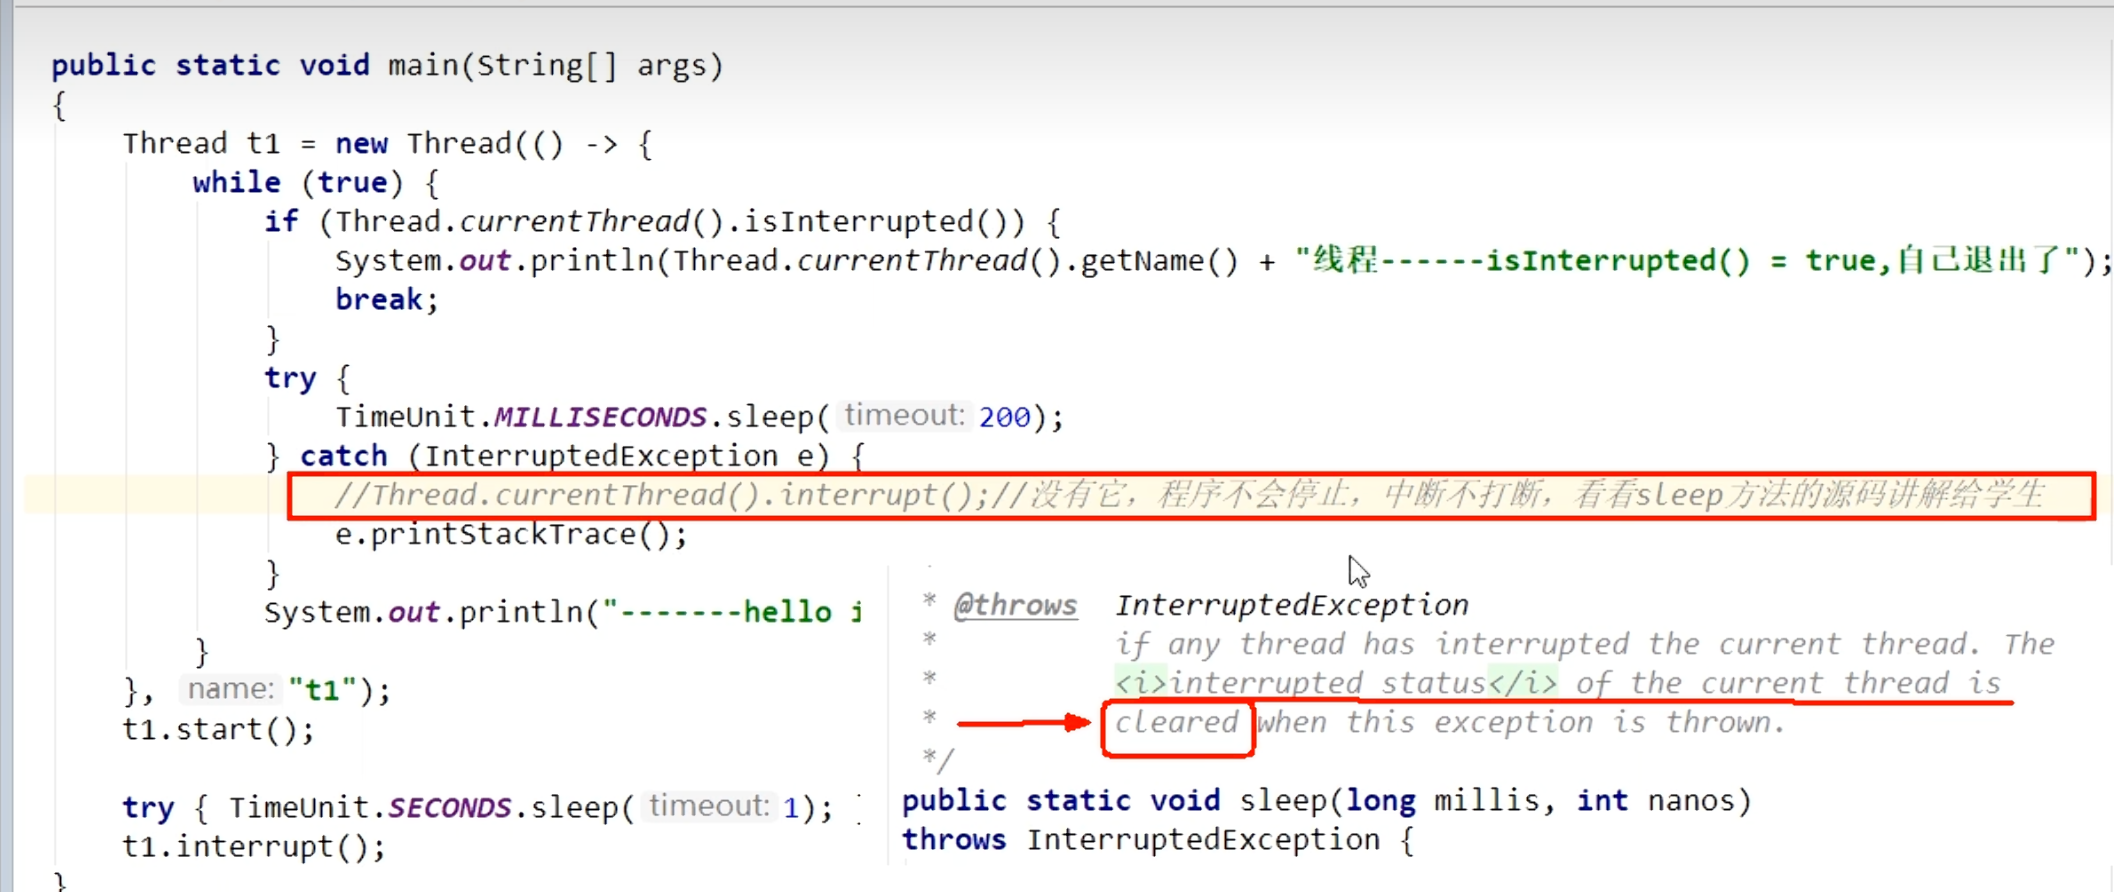 public static void main(String[] args)
{
Thread t1 = new Thread(() -> {
while (true) {
if (Thread.currentThread().isInterrupted()) {
System.out.println(Thread.currentThread().getName() + "线程------isInterrupted() = true,自己退出了");
break;
}
try {
TimeUnit.MILLISECONDS.sleep( timeout: 200);
} catch (InterruptedException e) {
//Thread.currentThread().interrupt();//没有它，程序不会停止，中断不打断，看看sleep方法的源码讲解给学生
e.printStackTrace();
}
System.out.println("-------hello i
}
}, name: "t1");
t1.start();
try { TimeUnit.SECONDS.sleep( timeout: 1);
t1.interrupt();
}
* @throws InterruptedException
* if any thread has interrupted the current thread. The
* <i>interrupted status</i> of the current thread is
* cleared when this exception is thrown.
*/
public static void sleep(long millis, int nanos)
throws InterruptedException {